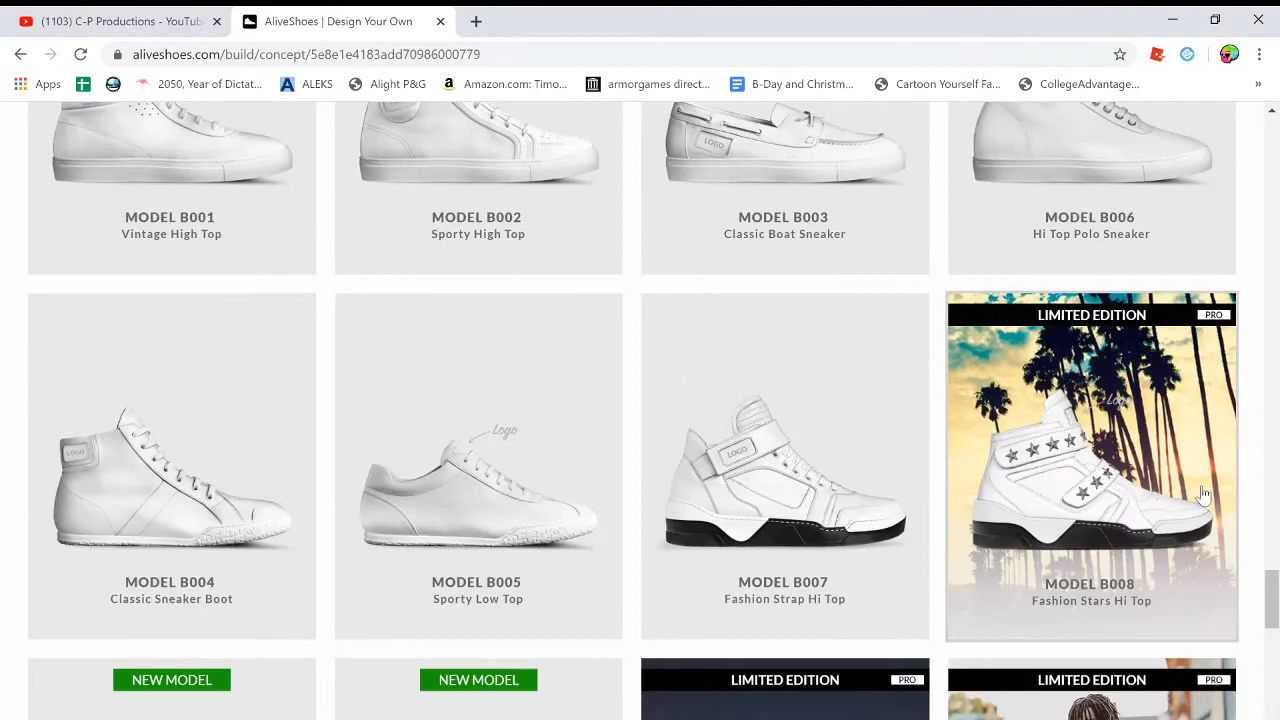 (1103) C-P Productions - YouTub
AliveShoes | Design Your Own
aliveshoes.com/build/concept/5e8e1e4183add70986000779
Apps
2050, Year of Dictat...
ALEKS
Alight P&G
Amazon.com: Timo...
armorgames direct...
B-Day and Christm...
Cartoon Yourself Fa...
CollegeAdvantage...
LOGO
MODEL B001
Vintage High Top
MODEL B002
Sporty High Top
MODEL B003
Classic Boat Sneaker
MODEL B006
Hi Top Polo Sneaker
LIMITED EDITION
PRO
LOGO
Logo
LOGO
Logo
MODEL B004
Classic Sneaker Boot
MODEL B005
Sporty Low Top
MODEL B007
Fashion Strap Hi Top
MODEL B008
Fashion Stars Hi Top
NEW MODEL
NEW MODEL
LIMITED EDITION
PRO
LIMITED EDITION
PRO